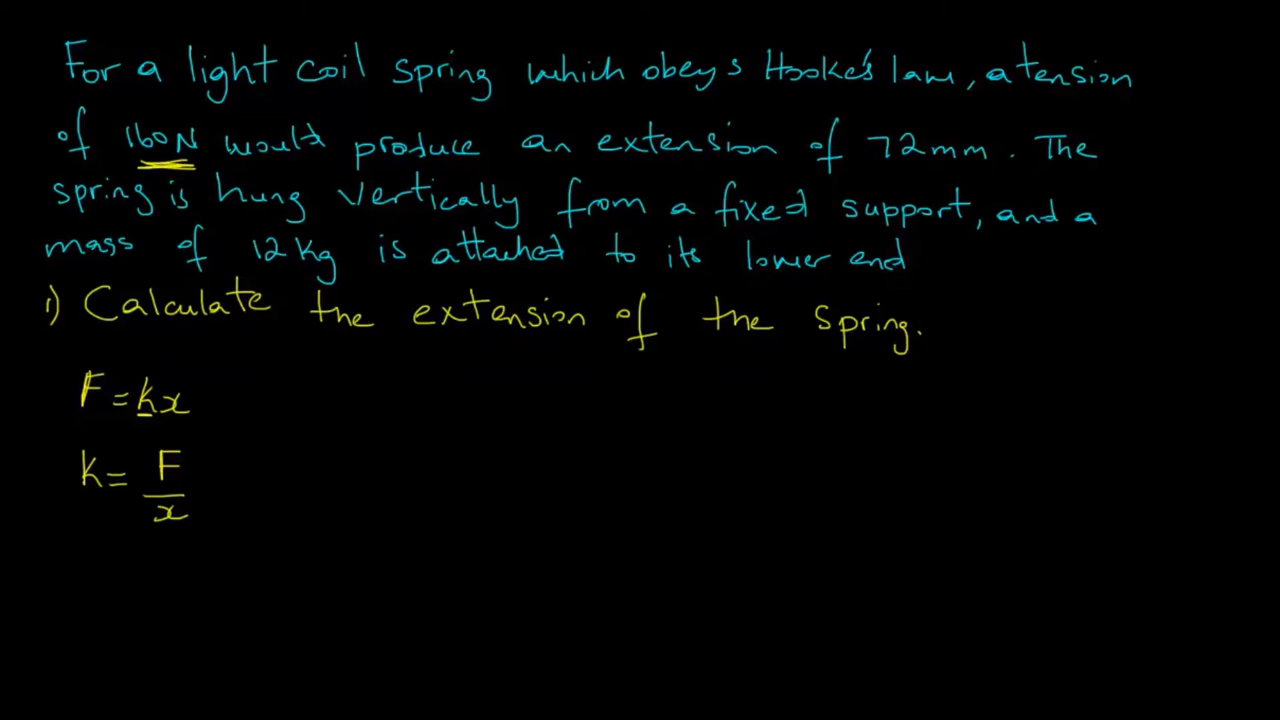 For a light coil spring which obeys Hooke's law, a tension
of 160N would produce an extension of 72mm. The
spring is hung vertically from a fixed support, and a
mass of 12kg is attached to its lower end
i) Calculate the extension of the spring.
F = kx
k = F/x